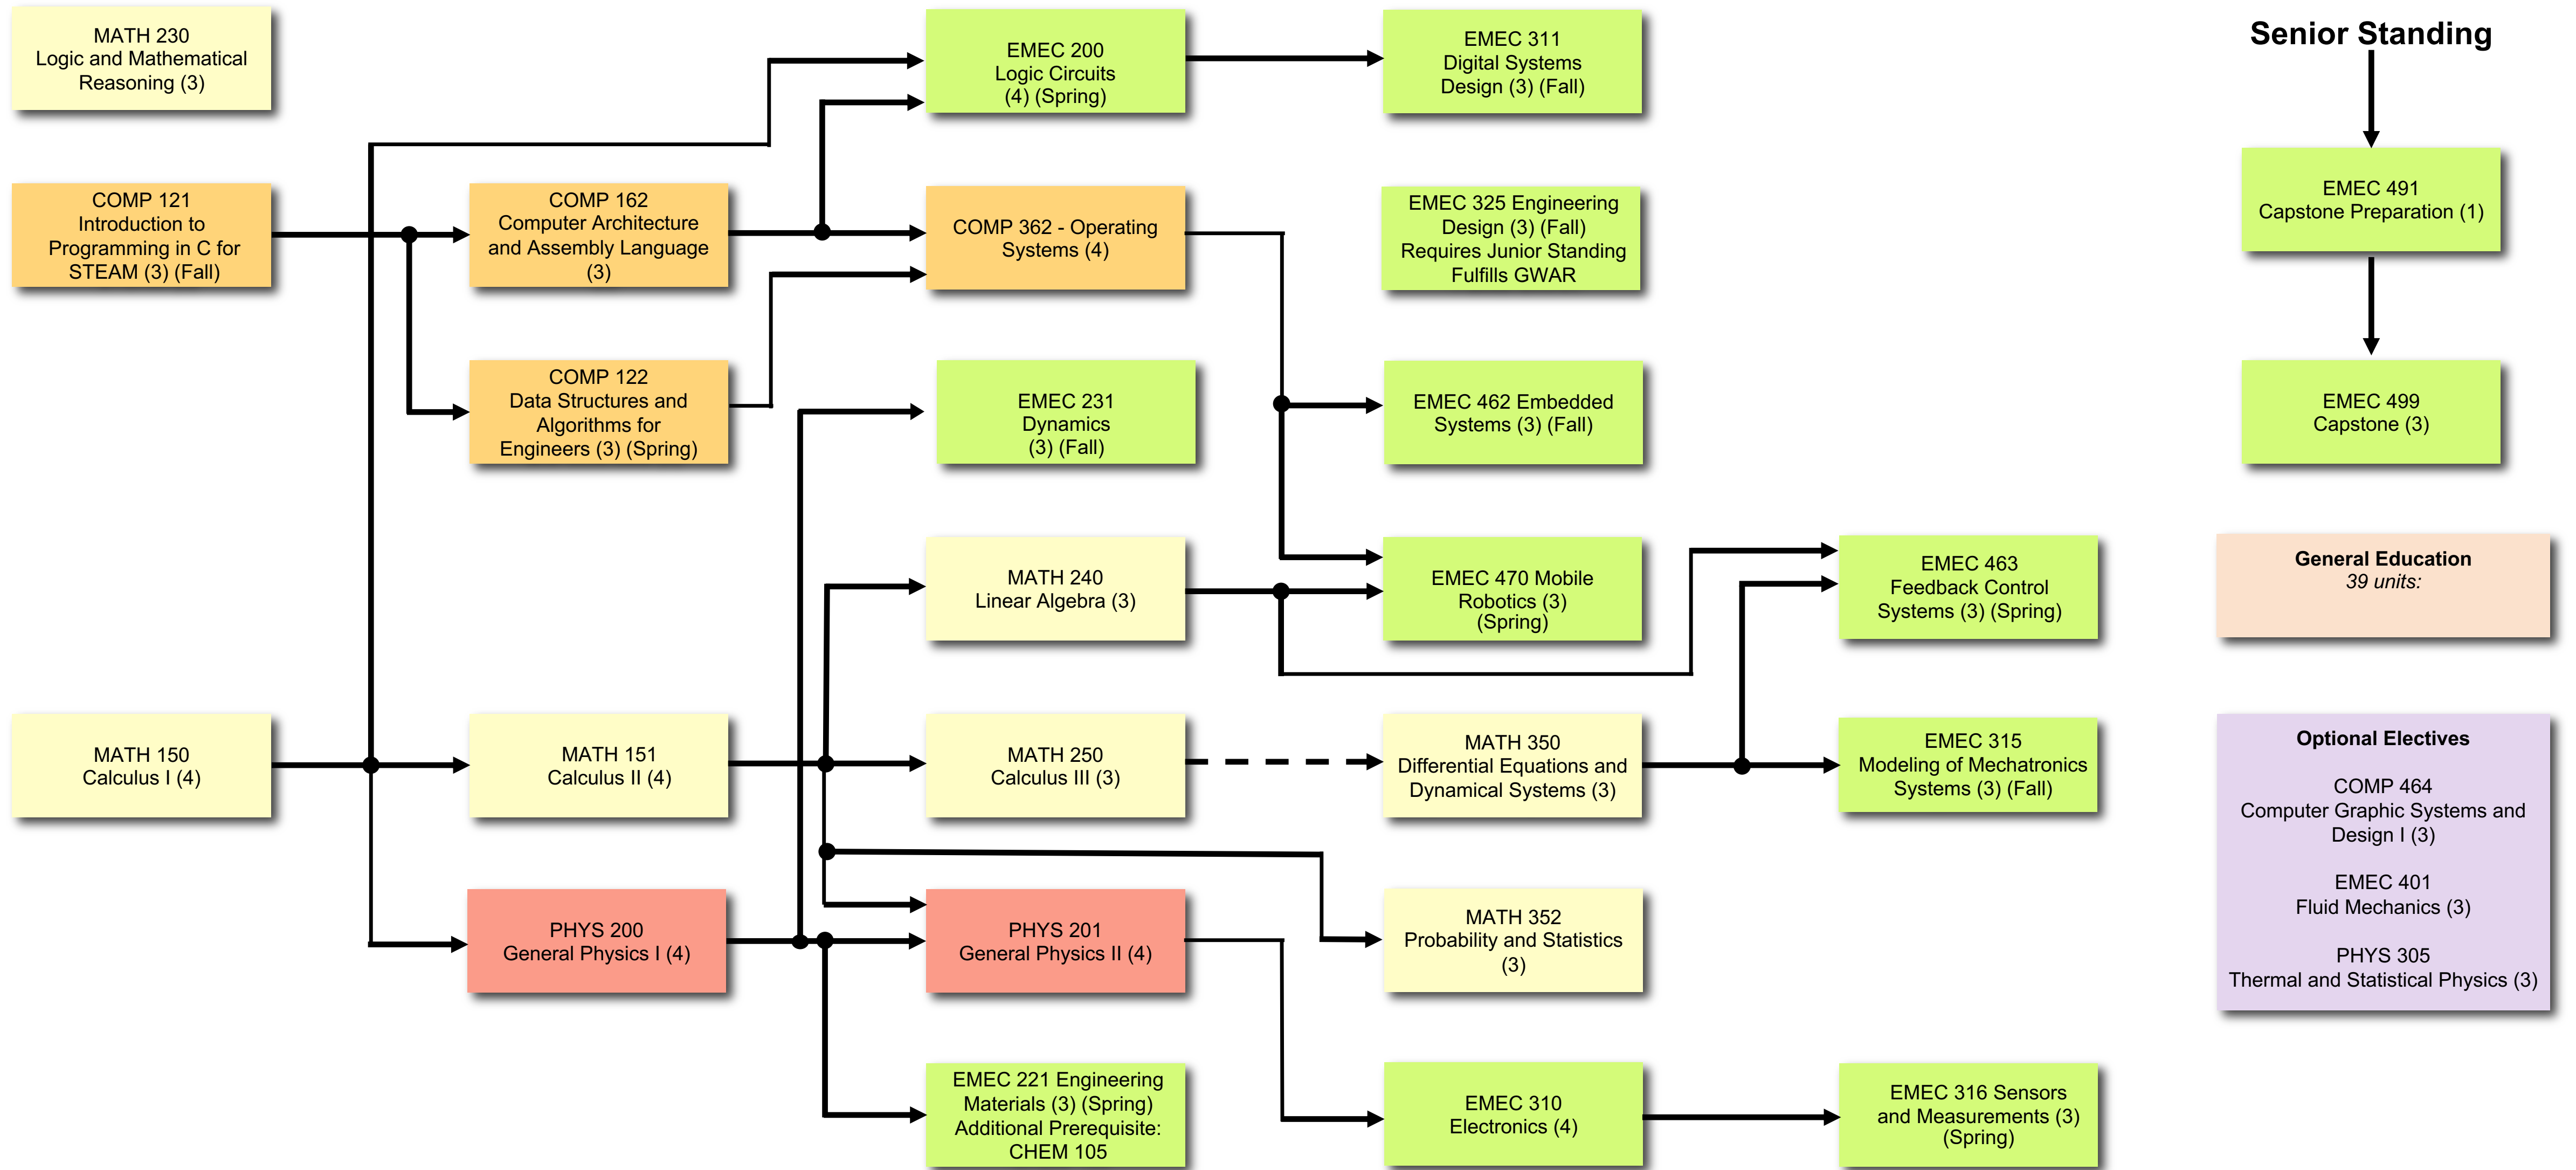 MATH 230
Logic and Mathematical
Reasoning (3)
EMEC 200
Logic Circuits
(4) (Spring)
EMEC 311
Digital Systems
Design (3) (Fall)
Senior Standing
COMP 121
Introduction to
Programming in C for
STEAM (3) (Fall)
COMP 162
Computer Architecture
and Assembly Language
(3)
COMP 362 - Operating
Systems (4)
EMEC 325 Engineering
Design (3) (Fall)
Requires Junior Standing
Fulfills GWAR
EMEC 491
Capstone Preparation (1)
COMP 122
Data Structures and
Algorithms for
Engineers (3) (Spring)
EMEC 231
Dynamics
(3) (Fall)
EMEC 462 Embedded
Systems (3) (Fall)
EMEC 499
Capstone (3)
MATH 240
Linear Algebra (3)
EMEC 470 Mobile
Robotics (3)
(Spring)
EMEC 463
Feedback Control
Systems (3) (Spring)
General Education
39 units:
MATH 150
Calculus I (4)
MATH 151
Calculus II (4)
MATH 250
Calculus III (3)
MATH 350
Differential Equations and
Dynamical Systems (3)
EMEC 315
Modeling of Mechatronics
Systems (3) (Fall)
Optional Electives
COMP 464
Computer Graphic Systems and
Design I (3)
EMEC 401
Fluid Mechanics (3)
PHYS 305
Thermal and Statistical Physics (3)
PHYS 200
General Physics I (4)
PHYS 201
General Physics II (4)
MATH 352
Probability and Statistics
(3)
EMEC 221 Engineering
Materials (3) (Spring)
Additional Prerequisite:
CHEM 105
EMEC 310
Electronics (4)
EMEC 316 Sensors
and Measurements (3)
(Spring)